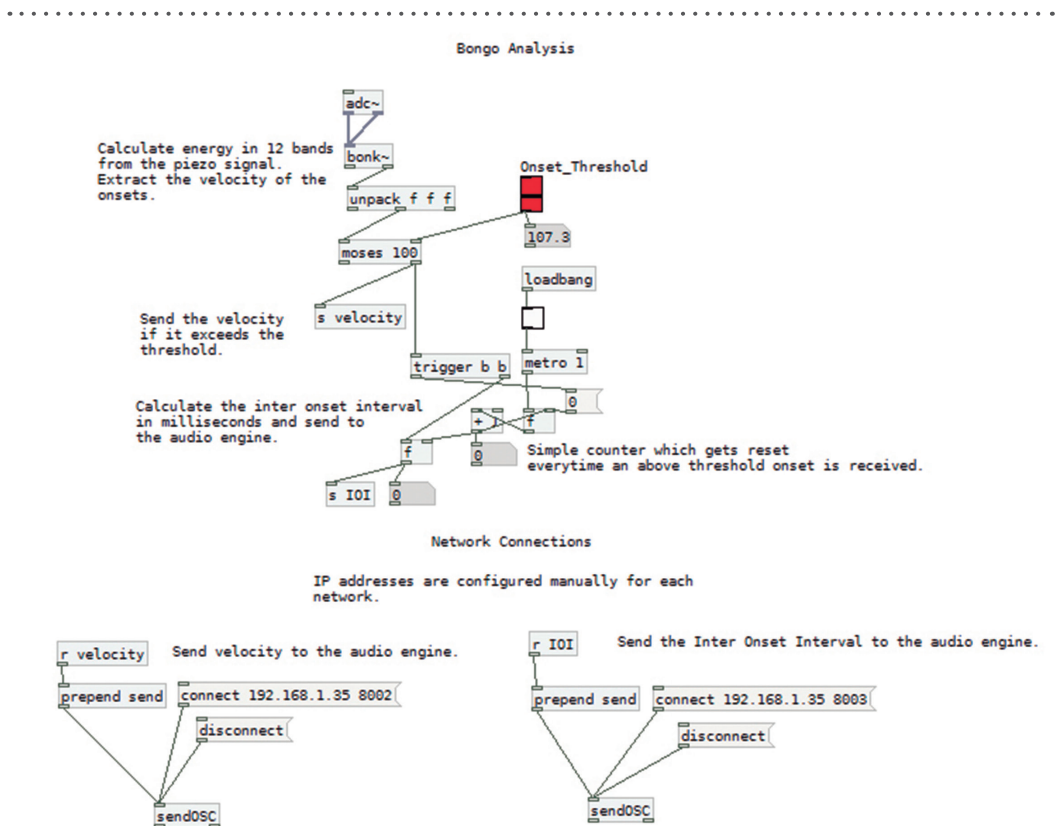 Bongo Analysis
adc~
Calculate energy in 12 bands
from the piezo signal.
Extract the velocity of the
onsets.
bonk~
Onset_Threshold
unpack f f f
107.3
moses 100
loadbang
s velocity
Send the velocity
if it exceeds the
threshold.
trigger b b
metro 1
0
Calculate the inter onset interval
in milliseconds and send to
the audio engine.
+ 1
f
f
0
Simple counter which gets reset
everytime an above threshold onset is received.
s IOI
0
Network Connections
IP addresses are configured manually for each
network.
r velocity
Send velocity to the audio engine.
prepend send
connect 192.168.1.35 8002
disconnect
sendOSC
r IOI
Send the Inter Onset Interval to the audio engine.
prepend send
connect 192.168.1.35 8003
disconnect
sendOSC